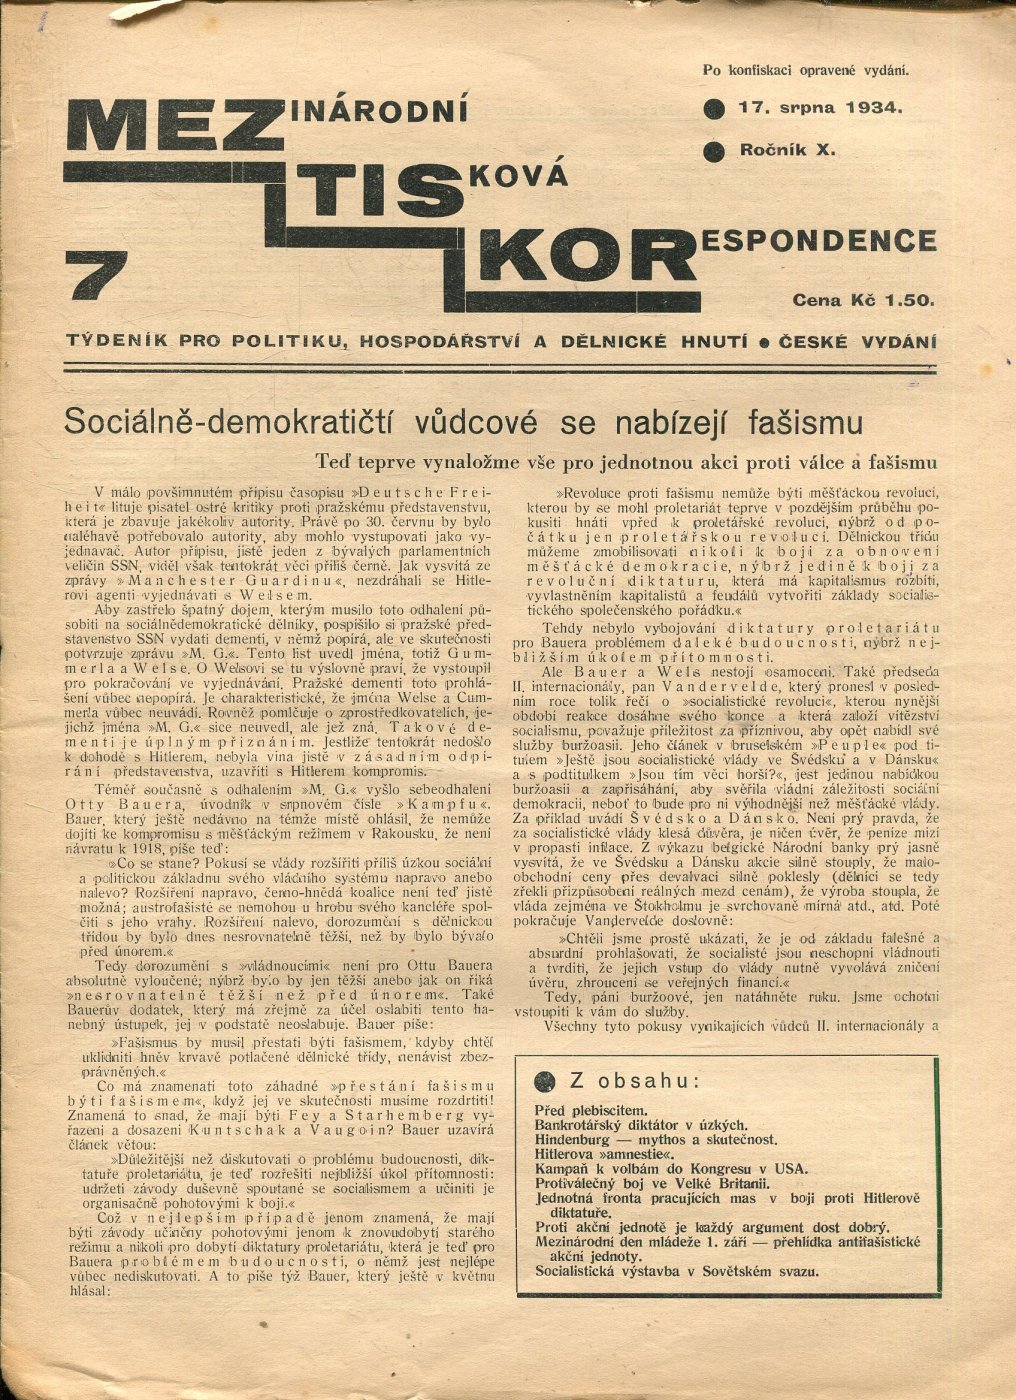 Po konfiskaci opravené vydání.
MEZINÁRODNÍ
17. srpna 1934.
Ročník X.
TISKOVÁ
KORESPONDENCE
7
Cena Kč 1.50.
TÝDENÍK PRO POLITIKU, HOSPODÁŘSTVÍ A DĚLNICKÉ HNUTÍ ● ČESKÉ VYDÁNÍ
Sociálně-demokratičtí vůdcové se nabízejí fašismu
Teď teprve vynaložme vše pro jednotnou akci proti válce a fašismu
V málo povšimnutém přípisu časopisu »Deutsche Frei-
heit« lituje pisatel ostré kritiky proti pražskému představenstvu,
která je zbavuje jakékoliv autority. Právě po 30. červnu by bylo
naléhavě potřebovalo autority, aby mohlo vystupovati jako vy-
jednavač. Autor přípisu, jistě jeden z bývalých parlamentních
veličin SSN, viděl však tentokrát věci příliš černě. Jak vysvítá ze
zprávy »Manchester Guardinu«, nezdráhali se Hitle-
rovi agenti vyjednávati s Welsem.
Aby zastřelo špatný dojem, kterým musilo toto odhalení pů-
sobiti na sociálnědemokratické dělníky, pospíšilo si pražské před-
stavenstvo SSN vydati dementi, v němž popírá, ale ve skutečnosti
potvrzuje zprávu »M. G.«. Tento list uvedl jména, totiž Gum-
merla a Welse. O Welsovi se tu výslovně praví, že vystoupil
pro pokračování ve vyjednávání. Pražské dementi toto prohlá-
šení vůbec nepopírá. Je charakteristické, že jména Welse a Cum-
merla vůbec neuvádí. Rovněž pomlčuje o zprostředkovatelích, je-
jichž jména »M. G.« sice neuvedl, ale jež zná. Takové de-
menti je úplným přiznáním. Jestliže tentokrát nedošlo
k dohodě s Hitlerem, nebyla vina jistě v zásadním odpí-
rání představenstva, uzavříti s Hitlerem kompromis.
Téměř současně s odhalením »M. G.« vyšlo sebeodhalení
Otty Bauera, úvodník v srpnovém čísle »Kampfu«.
Bauer, který ještě nedávno na témže místě ohlásil, že nemůže
dojíti ke kompromisu s měšťáckým režimem v Rakousku, že není
návratu k 1918, píše teď:
»Co se stane? Pokusí se vlády rozšířiti příliš úzkou sociální
a politickou základnu svého vládního systému napravo anebo
nalevo? Rozšíření napravo, černo-hnědá koalice není teď jistě
možná; austrofašisté se nemohou u hrobu svého kancléře spol-
čiti s jeho vrahy. Rozšíření nalevo, dorozumění s dělnickou
třídou by bylo dnes nesrovnatelně těžší, než by bylo bývalo
před únorem.«
Tedy dorozumění s »vládnoucími« není pro Ottu Bauera
absolutně vyloučené; nýbrž bylo by jen těžší anebo jak on říká
»nesrovnatelně těžší než před únorem«. Také
Bauerův dodatek, který má zřejmě za účel oslabiti tento ha-
nebný ústupek, jej v podstatě neoslabuje. Bauer píše:
»Fašismus by musil přestati býti fašismem, kdyby chtěl
uklidniti hněv krvavě potlačené dělnické třídy, nenávist zbez-
právněných.«
Co má znamenati toto záhadné »přestání fašismu
býti fašismem«, když jej ve skutečnosti musíme rozdrtiti!
Znamená to snad, že mají býti Fey a Starhemberg vy-
řazeni a dosazeni Kuntschak a Vaugoin? Bauer uzavírá
článek větou:
»Důležitější než diskutovati o problému budoucnosti, dik-
tatuře proletariátu, je teď rozřešiti nejbližší úkol přítomnosti:
udržeti závody duševně spoutané se socialismem a učiniti je
organisačně pohotovými k boji.«
Což v nejlepším případě jenom znamená, že mají
býti závody učiněny pohotovými jenom k znovudobytí starého
režimu a nikoli pro dobytí diktatury proletariátu, která je teď pro
Bauera problémem budoucnosti, o němž jest nejlépe
vůbec nediskutovati. A to píše týž Bauer, který ještě v květnu
hlásal:
»Revoluce proti fašismu nemůže býti měšťáckou revolucí,
kterou by se mohl proletariát teprve v pozdějším průběhu po-
kusiti hnáti vpřed k proletářské revoluci, nýbrž od po-
čátku jen proletářskou revolucí. Dělnickou třídu
můžeme zmobilisovati nikoli k boji za obnovení
měšťácké demokracie, nýbrž jedině k boji za
revoluční diktaturu, která má kapitalismus rozbíti,
vyvlastněním kapitalistů a feudálů vytvořiti základy socialis-
tického společenského pořádku.«
Tehdy nebylo vybojování diktatury proletariátu
pro Bauera problémem daleké budoucnosti, nýbrž nej-
bližším úkolem přítomnosti.
Ale Bauer a Wels nestojí osamoceni. Také předseda
II. internacionály, pan Vandervelde, který pronesl v posled-
ním roce tolik řečí o »socialistické revoluci«, kterou nynější
období reakce dosáhne svého konce a která založí vítězství
socialismu, považuje příležitost za příznivou, aby opět nabídl své
služby buržoasii. Jeho článek v bruselském »Peuple« pod ti-
tulkem »Ještě jsou socialistické vlády ve Švédsku a v Dánsku«
a s podtitulkem »Jsou tím věci horší?«, jest jedinou nabídkou
buržoasii a zapřisáhání, aby svěřila vládní záležitosti sociální
demokracii, neboť to bude pro ni výhodnější než měšťácké vlády.
Za příklad uvádí Švédsko a Dánsko. Není prý pravda, že
za socialistické vlády klesá důvěra, je ničen úvěr, že peníze mizí
v propasti inflace. Z výkazu belgické Národní banky prý jasně
vysvítá, že ve Švédsku a Dánsku akcie silně stouply, že malo-
obchodní ceny přes devalvaci silně poklesly (dělníci se tedy
zřekli přizpůsobení reálných mezd cenám), že výroba stoupla, že
vláda zejména ve Štokholmu je svrchovaně mírná atd., atd. Poté
pokračuje Vandervelde doslovně:
»Chtěli jsme prostě ukázati, že je od základu falešné a
absurdní prohlašovati, že socialisté jsou neschopni vládnouti
a tvrditi, že jejich vstup do vlády nutně vyvolává zničení
úvěru, zhroucení se veřejných financí.«
Tedy, páni buržoové, jen natáhněte ruku. Jsme ochotni
vstoupiti k vám do služby.
Všechny tyto pokusy vynikajících vůdců II. internacionály a
Z obsahu:
Před plebiscitem.
Bankrotářský diktátor v úzkých.
Hindenburg — mythos a skutečnost.
Hitlerova »amnestie«.
Kampaň k volbám do Kongresu v USA.
Protiválečný boj ve Velké Britanii.
Jednotná fronta pracujících mas v boji proti Hitlerově
diktatuře.
Proti akční jednotě je každý argument dost dobrý.
Mezinárodní den mládeže 1. září — přehlídka antifašistické
akční jednoty.
Socialistická výstavba v Sovětském svazu.